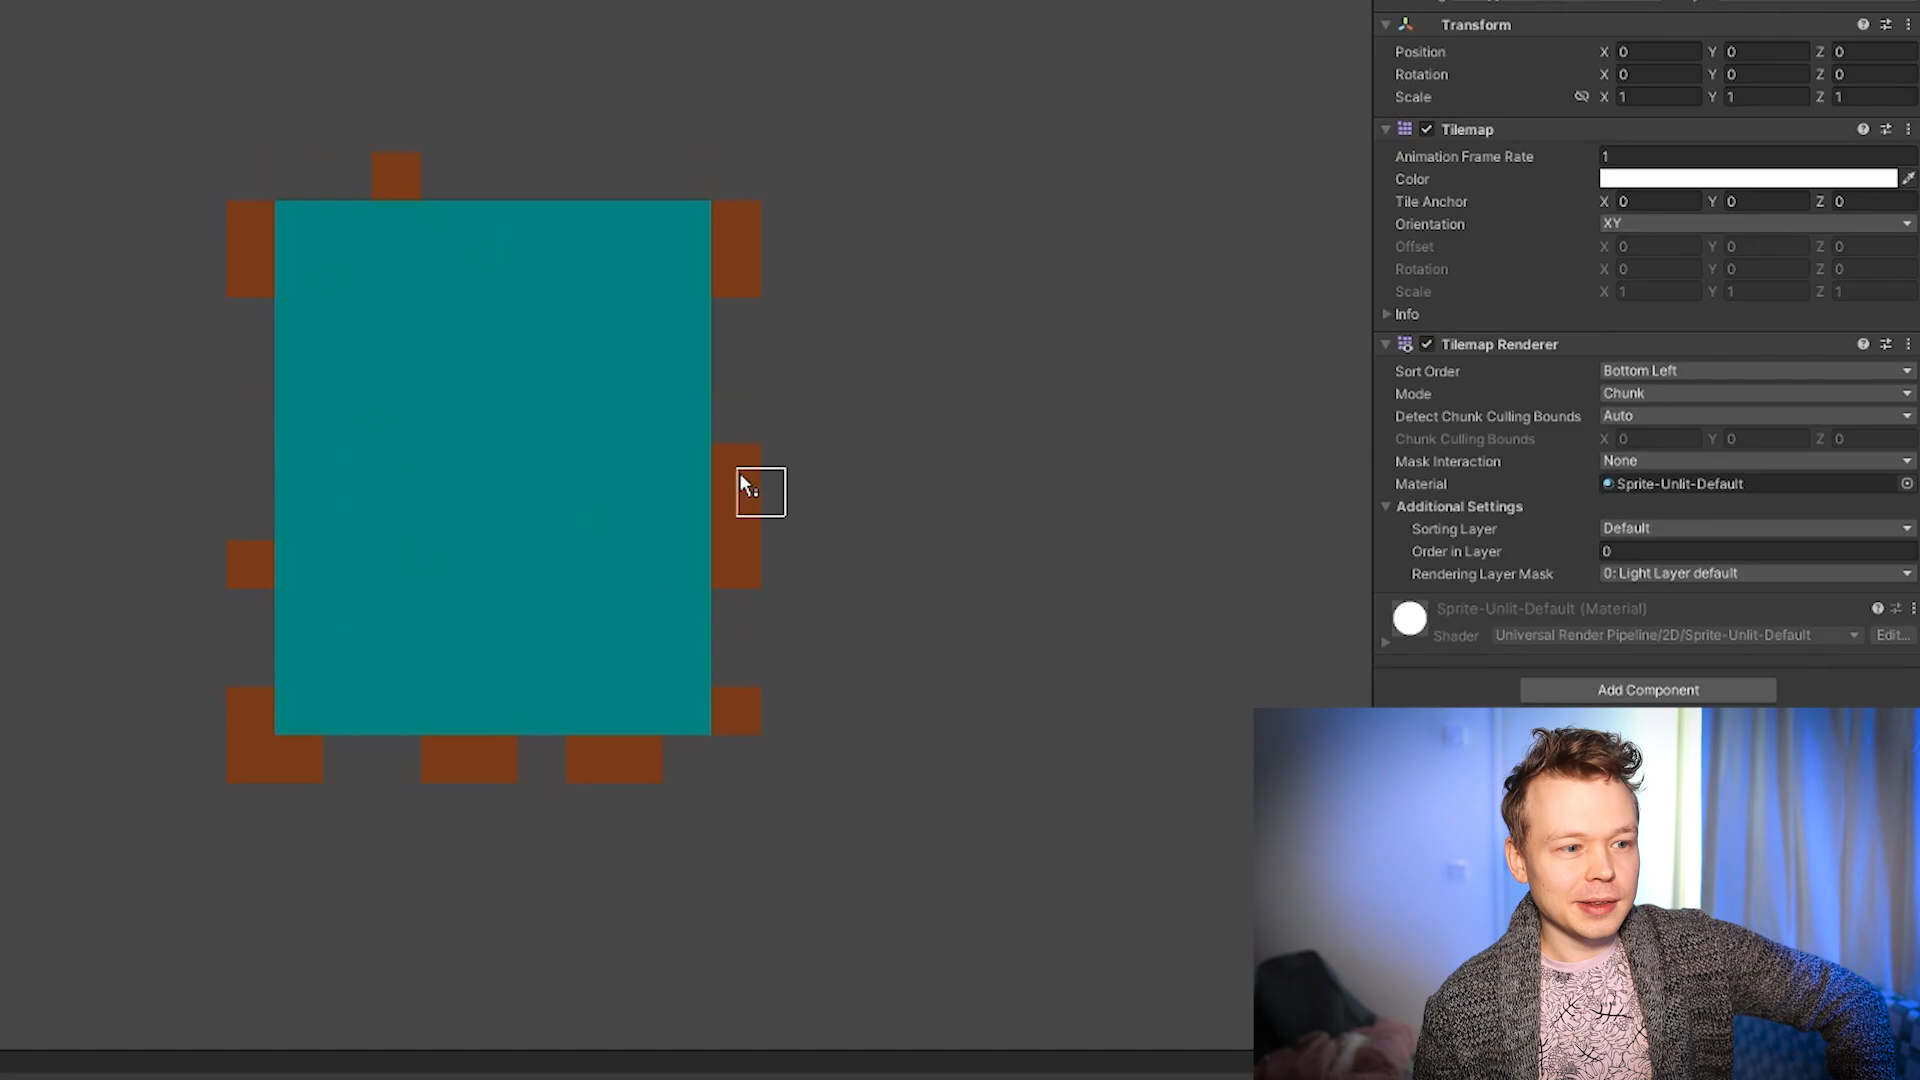 Transform
Position X 0 Y 0 Z 0
Rotation X 0 Y 0 Z 0
Scale X 1 Y 1 Z 1
Tilemap
Animation Frame Rate 1
Color
Tile Anchor X 0 Y 0 Z 0
Orientation XY
Offset X 0 Y 0 Z 0
Rotation X 0 Y 0 Z 0
Scale X 1 Y 1 Z 1
Info
Tilemap Renderer
Sort Order Bottom Left
Mode Chunk
Detect Chunk Culling Bounds Auto
Chunk Culling Bounds X 0 Y 0 Z 0
Mask Interaction None
Material Sprite-Unlit-Default
Additional Settings
Sorting Layer Default
Order in Layer 0
Rendering Layer Mask 0: Light Layer default
Sprite-Unlit-Default (Material)
Shader Universal Render Pipeline/2D/Sprite-Unlit-Default Edit...
Add Component